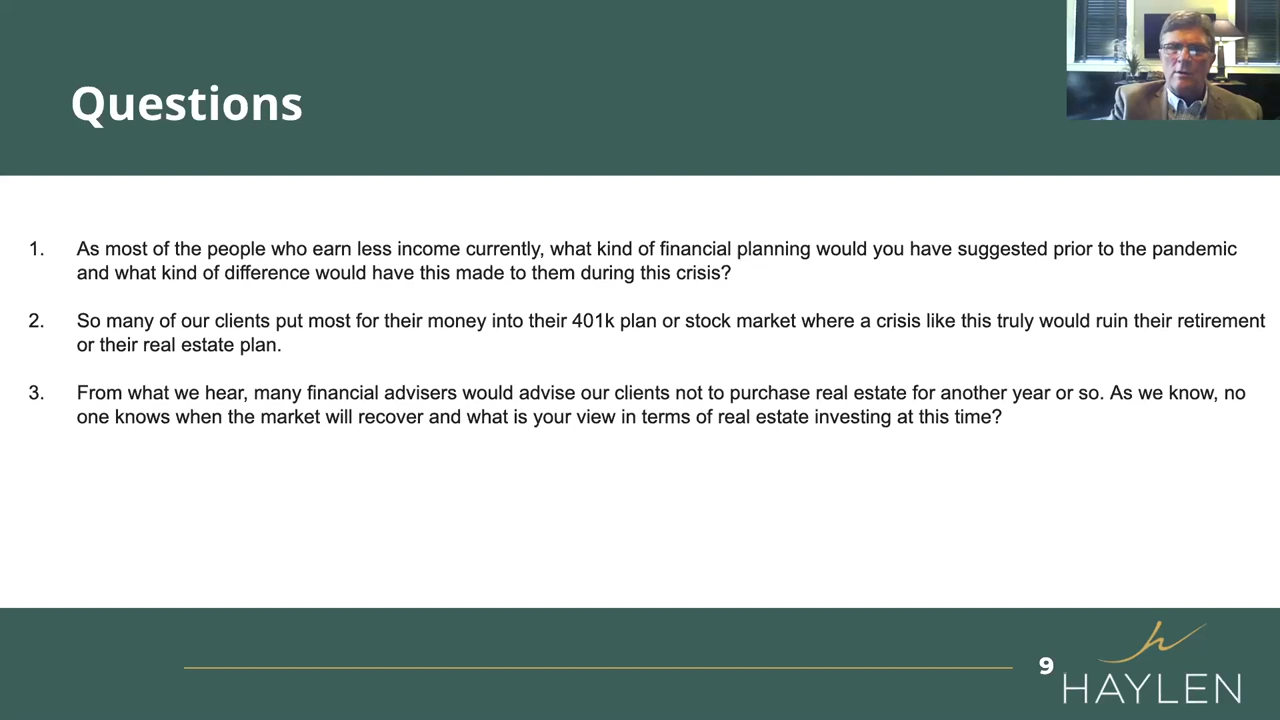 Questions
1. As most of the people who earn less income currently, what kind of financial planning would you have suggested prior to the pandemic
and what kind of difference would have this made to them during this crisis?
2. So many of our clients put most for their money into their 401k plan or stock market where a crisis like this truly would ruin their retirement
or their real estate plan.
3. From what we hear, many financial advisers would advise our clients not to purchase real estate for another year or so. As we know, no
one knows when the market will recover and what is your view in terms of real estate investing at this time?
9
h
HAYLEN